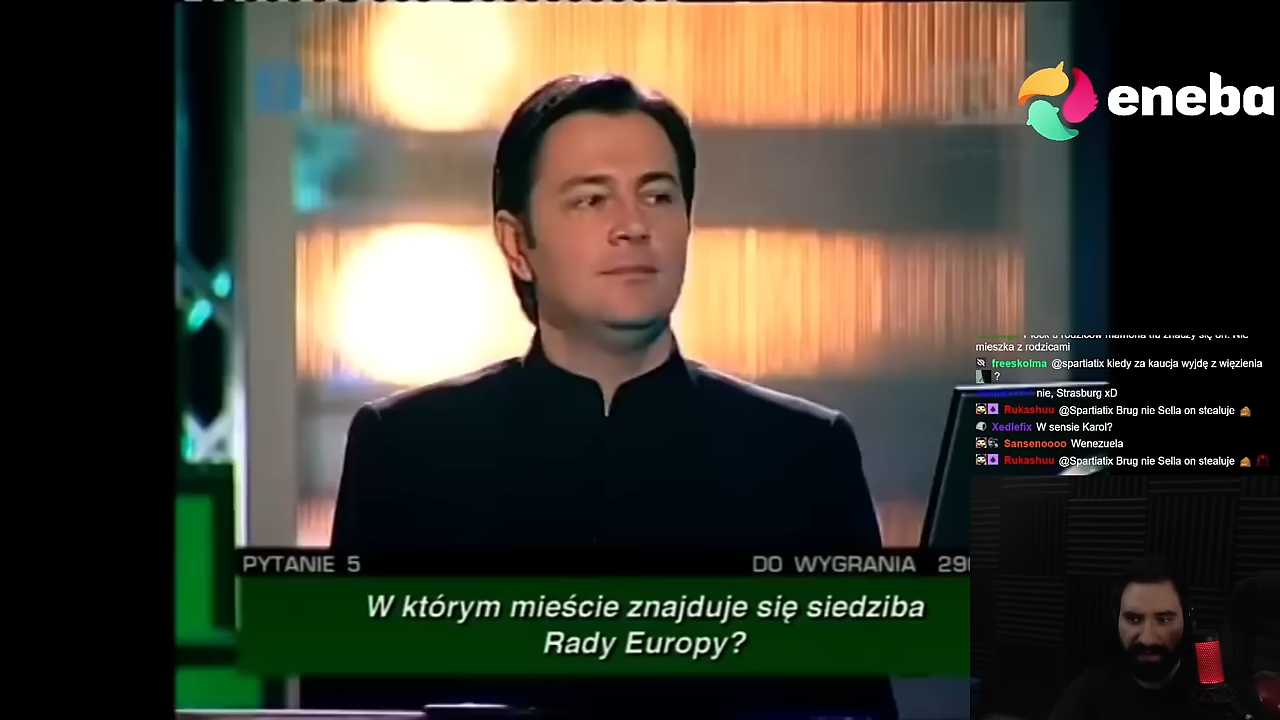 eneba
mieszka z rodzicami
freeskolma @spartiatix kiedy za kaucja wyjdę z więzienia
?
nie, Strasburg xD
Rukashuu @Spartiatix Brug nie Sella on stealuje
Xedlefix W sensie Karol?
Sansenoooo Wenezuela
Rukashuu @Spartiatix Brug nie Sella on stealuje
PYTANIE 5
DO WYGRANIA
W którym mieście znajduje się siedziba
Rady Europy?